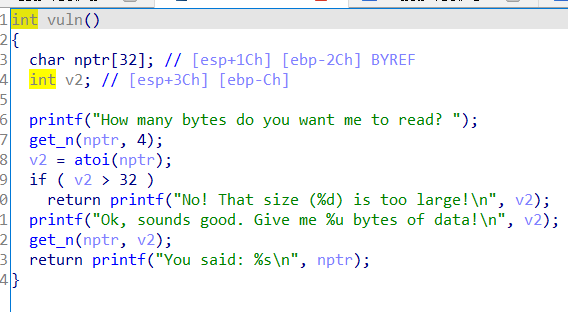 1 int vuln()
2 {
3 char nptr[32]; // [esp+1Ch] [ebp-2Ch] BYREF
4 int v2; // [esp+3Ch] [ebp-Ch]
5
6 printf("How many bytes do you want me to read? ");
7 get_n(nptr, 4);
8 v2 = atoi(nptr);
9 if ( v2 > 32 )
0 return printf("No! That size (%d) is too large!\n", v2);
1 printf("Ok, sounds good. Give me %u bytes of data!\n", v2);
2 get_n(nptr, v2);
3 return printf("You said: %s\n", nptr);
4 }